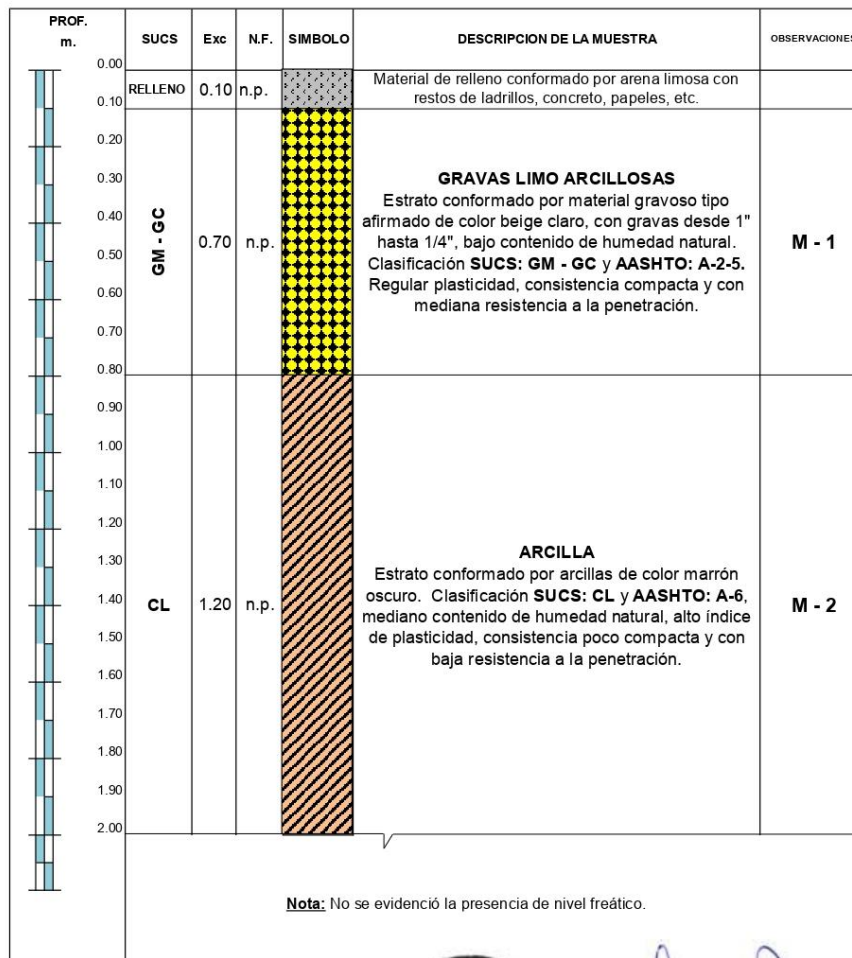 PROF.
m.
SUCS Exc N.F. SIMBOLO DESCRIPCION DE LA MUESTRA OBSERVACIONES
0.00
RELLENO 0.10 n.p. Material de relleno conformado por arena limosa con
restos de ladrillos, concreto, papeles, etc.
0.10
0.20
0.30
0.40
0.50
0.60
0.70
0.80
GM - GC 0.70 n.p.
GRAVAS LIMO ARCILLOSAS
Estrato conformado por material gravoso tipo
afirmado de color beige claro, con gravas desde 1"
hasta 1/4", bajo contenido de humedad natural.
Clasificación SUCS: GM - GC y AASHTO: A-2-5.
Regular plasticidad, consistencia compacta y con
mediana resistencia a la penetración.
M - 1
0.90
1.00
1.10
1.20
1.30
1.40
1.50
1.60
1.70
1.80
1.90
2.00
CL 1.20 n.p.
ARCILLA
Estrato conformado por arcillas de color marrón
oscuro. Clasificación SUCS: CL y AASHTO: A-6,
mediano contenido de humedad natural, alto índice
de plasticidad, consistencia poco compacta y con
baja resistencia a la penetración.
M - 2
Nota: No se evidenció la presencia de nivel freático.